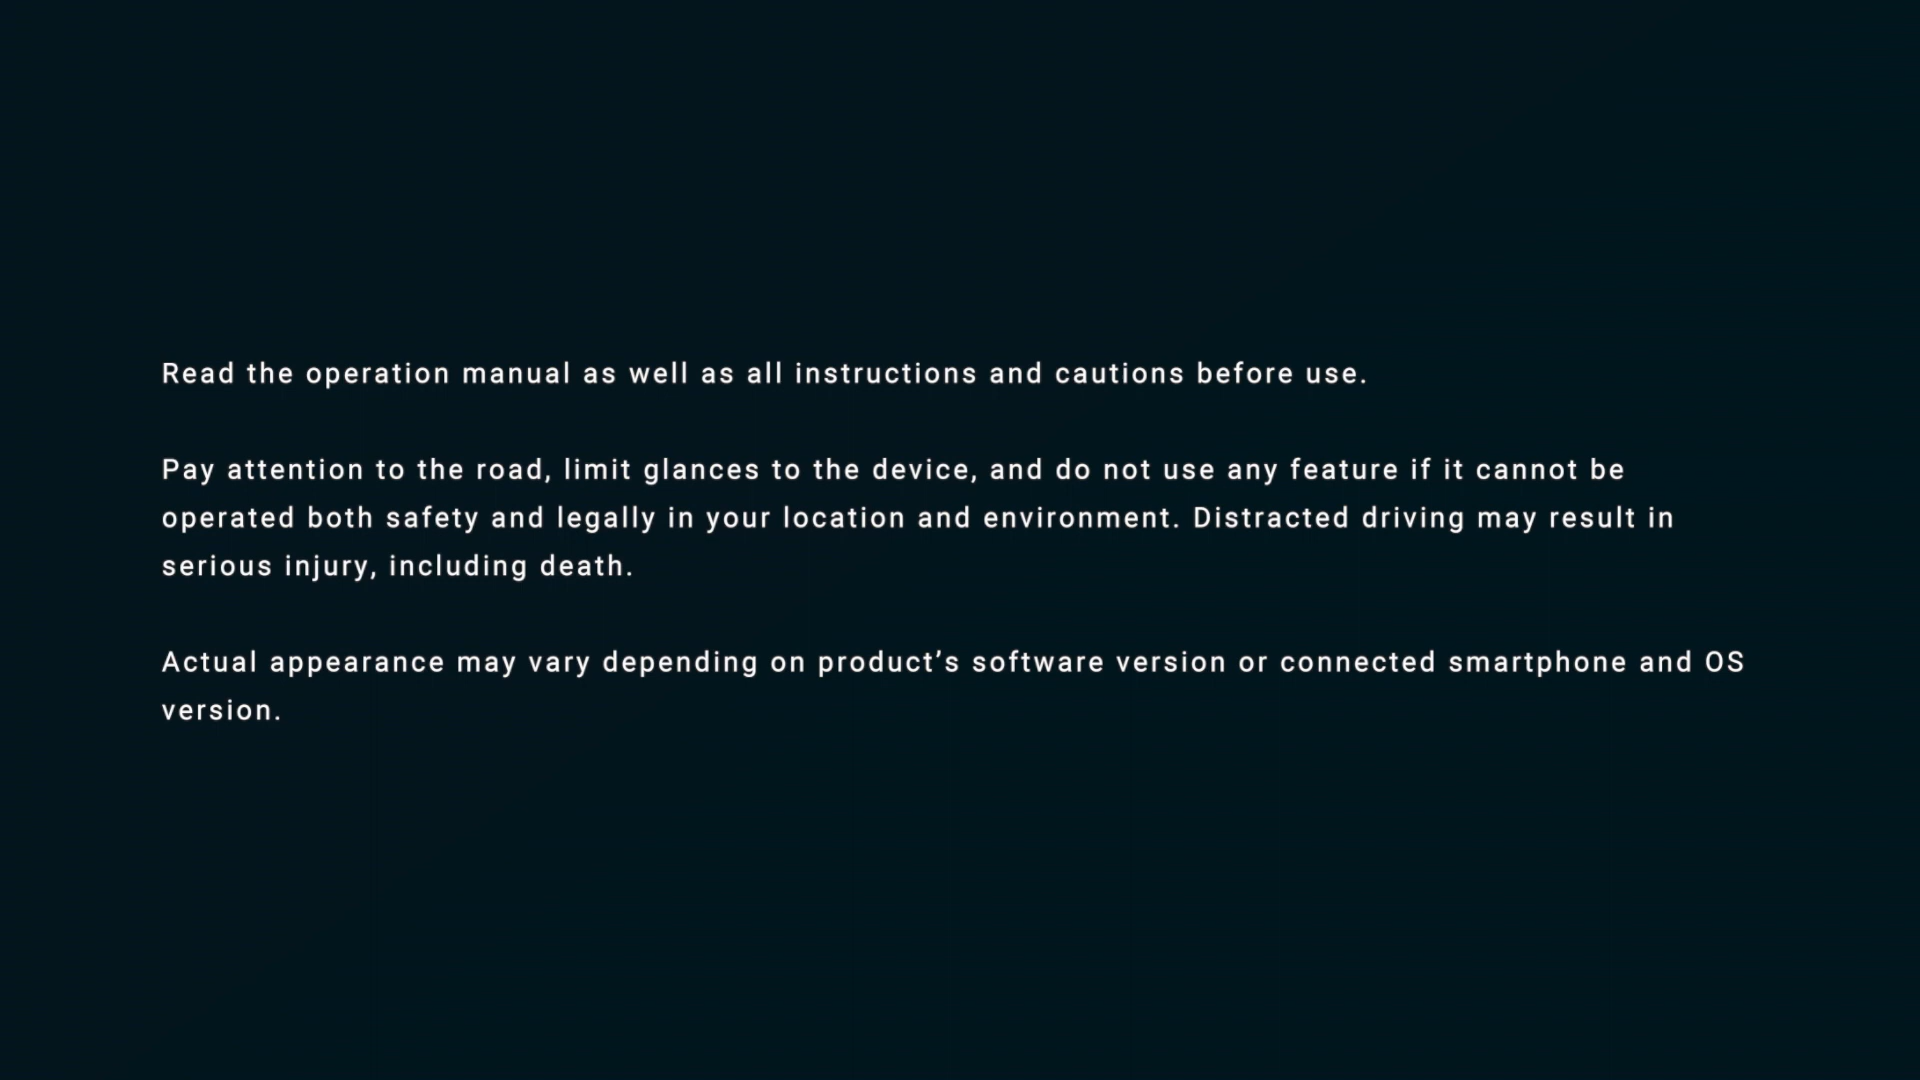 Read the operation manual as well as all instructions and cautions before use.
Pay attention to the road, limit glances to the device, and do not use any feature if it cannot be
operated both safety and legally in your location and environment. Distracted driving may result in
serious injury, including death.
Actual appearance may vary depending on product’s software version or connected smartphone and OS
version.